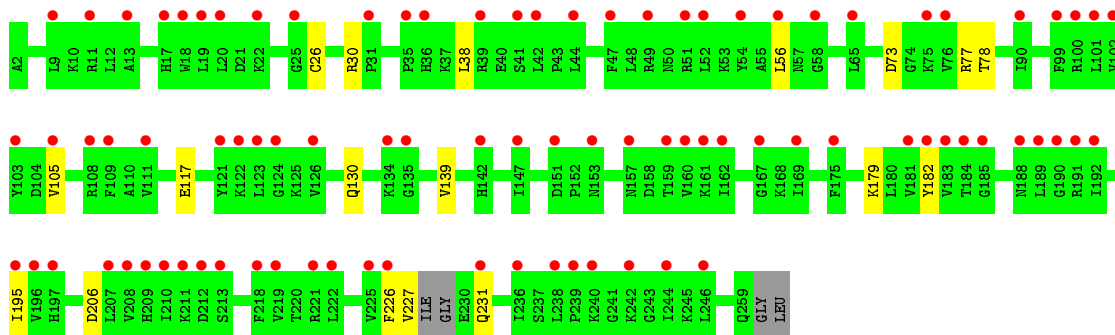 A2 L9 K10 R11 L12 A13 H17 W18 L19 L20 D21 K22 G25 C26 R30 P31 P35 H36 K37 L38 R39 E40 S41 L42 P43 L44 F47 L48 R49 N50 R51 L52 K53 Y54 A55 L56 N57 G58 L65 D73 G74 K75 V76 R77 T78 I90 F99 R100 L101 V102
Y103 D104 V105 R108 F109 A110 V111 E117 Y121 K122 L123 G124 K125 V126 Q130 K134 G135 V139 H142 I147 D151 P152 N153 N157 D158 T159 V160 K161 I162 G167 K168 I169 F175 K179 L180 V181 Y182 V183 T184 G185 N188 L189 G190 R191 I192
I195 V196 H197 D206 L207 V208 H209 I210 K211 D212 S213 F218 V219 T220 R221 L222 V225 F226 V227 ILE GLY E230 Q231 I236 S237 L238 P239 K240 G241 K242 G243 I244 K245 L246 Q259 GLY LEU